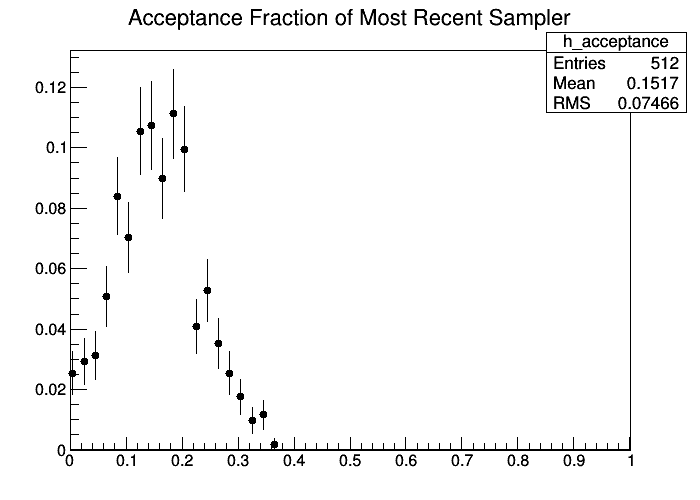 Acceptance Fraction of Most Recent Sampler
h_acceptance
Entries 512
Mean 0.1517
RMS 0.07466
0.12
0.1
0.08
0.06
0.04
0.02
0
0 0.1 0.2 0.3 0.4 0.5 0.6 0.7 0.8 0.9 1